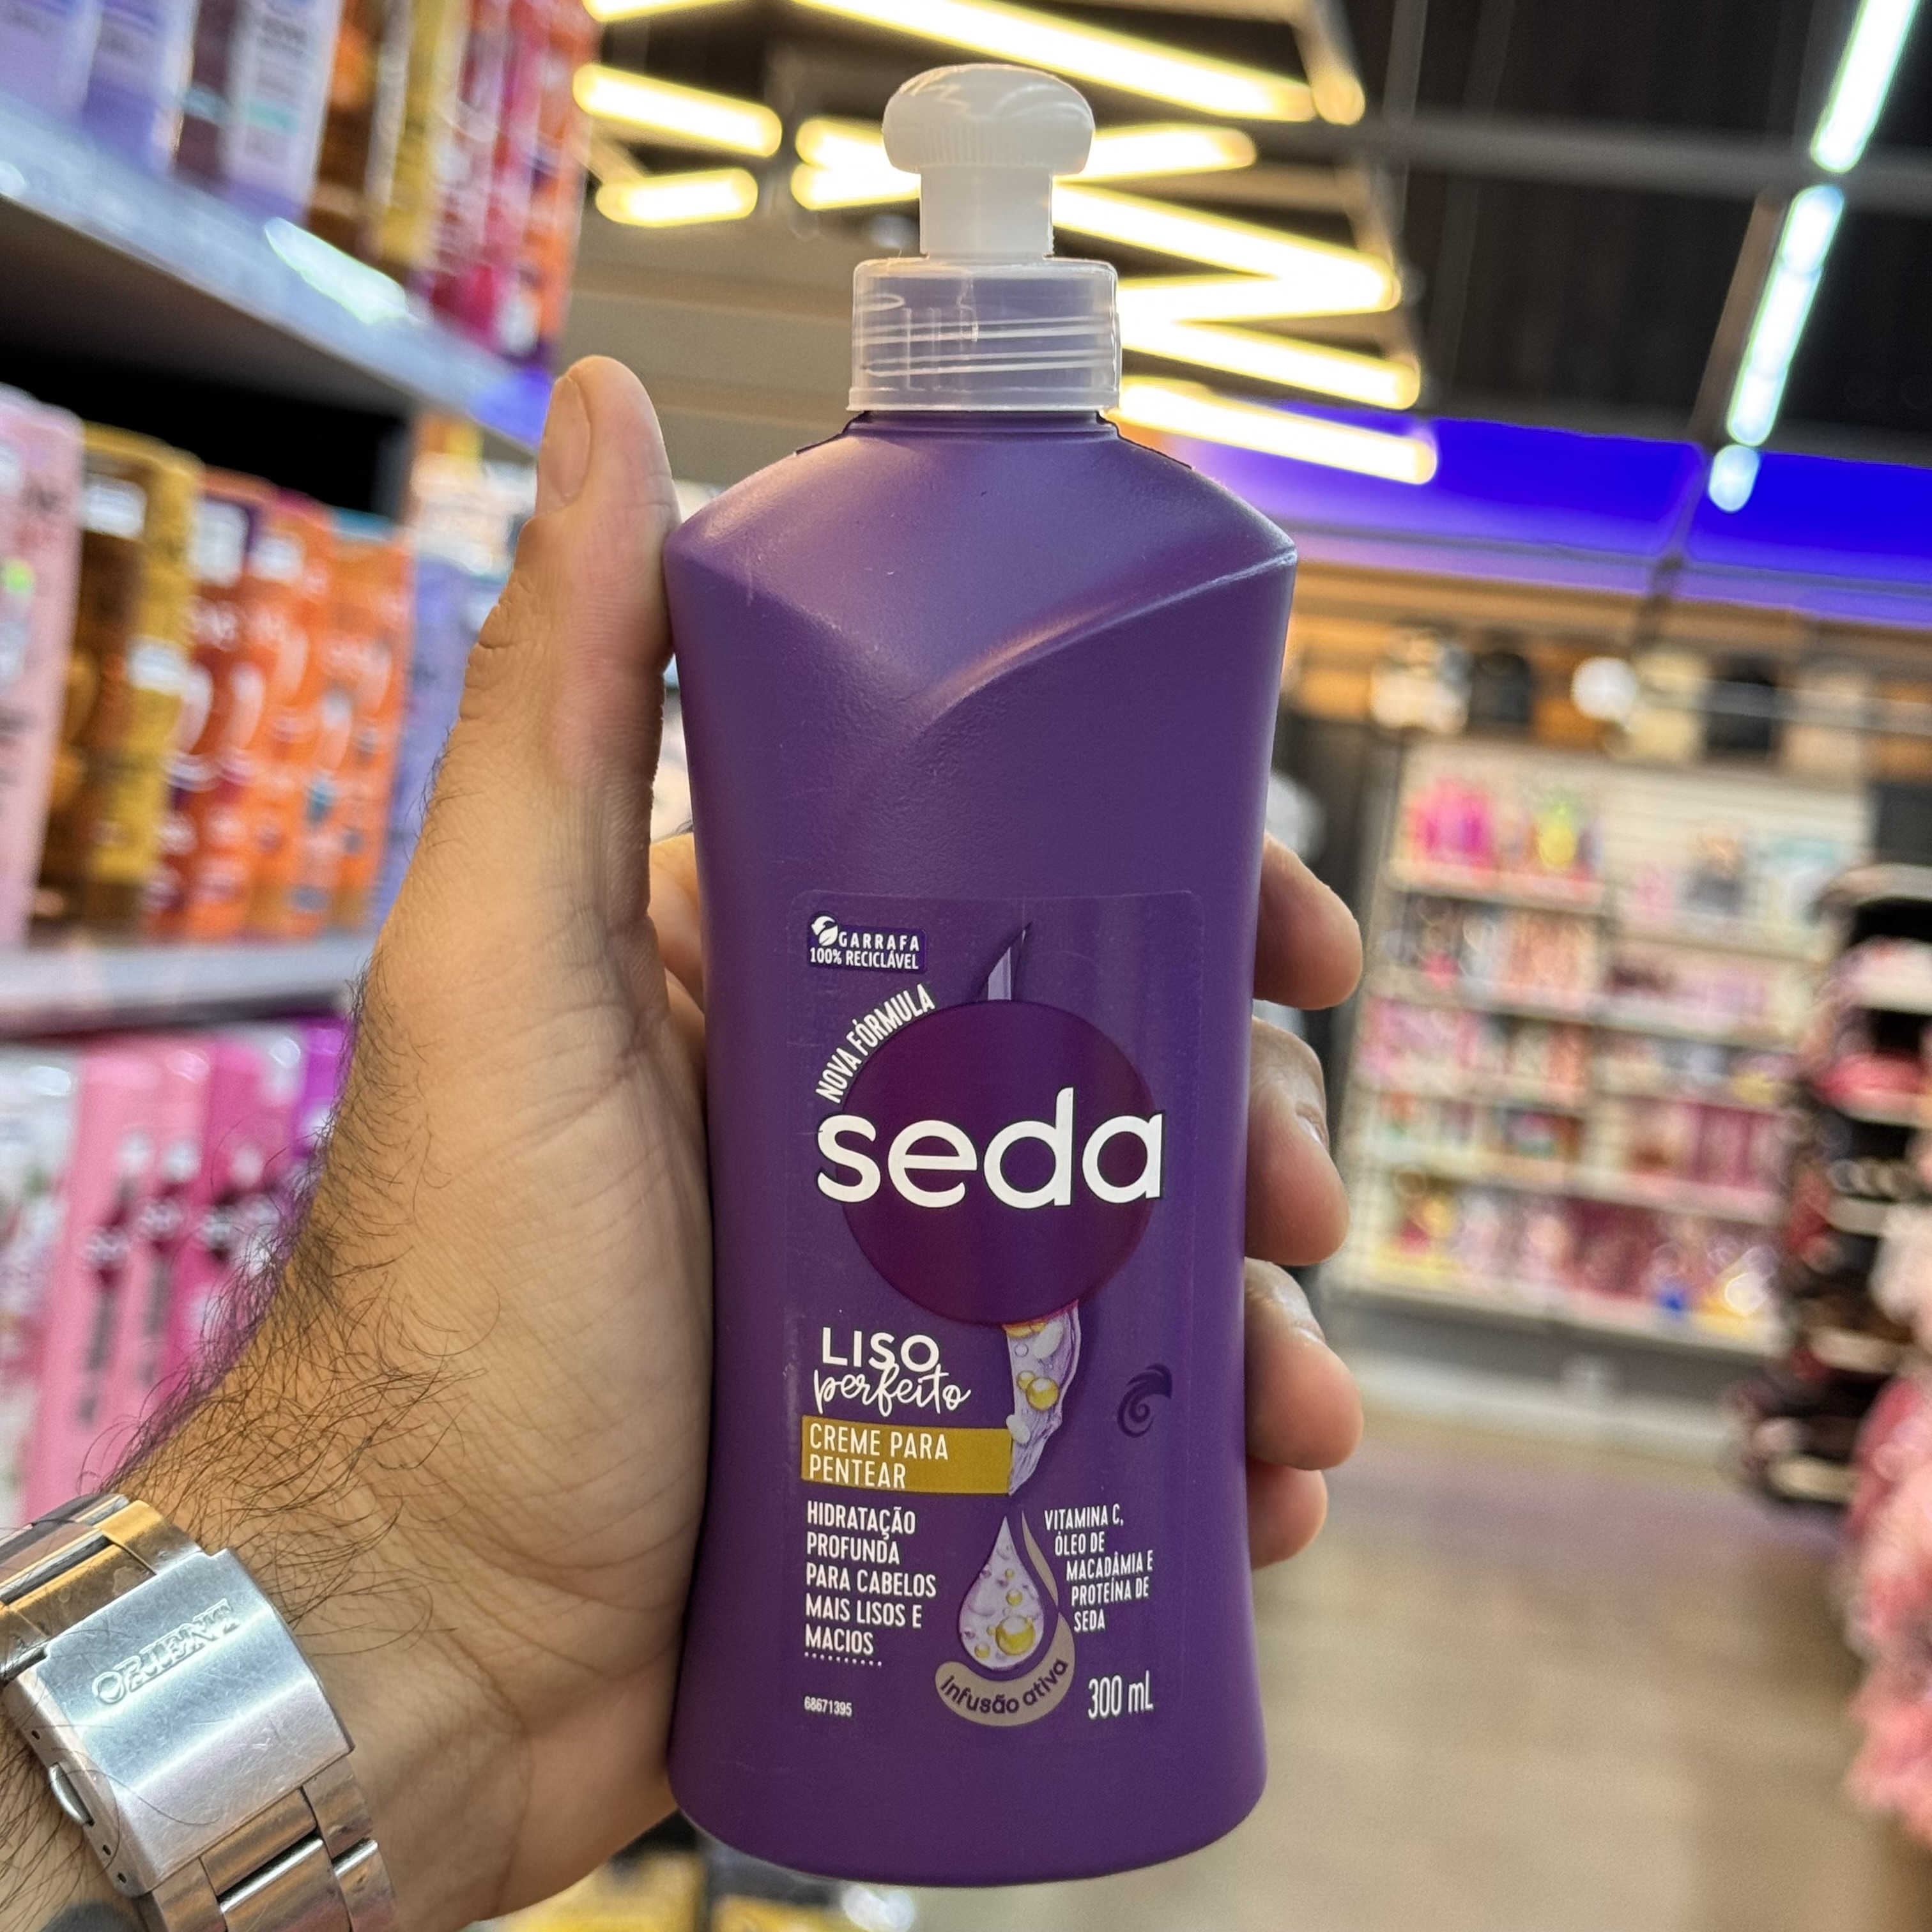 GARRAFA
100% RECICLÁVEL
NOVA FÓRMULA
seda
LISO
perfeito
CREME PARA
PENTEAR
HIDRATAÇÃO
PROFUNDA
PARA CABELOS
MAIS LISOS E
MACIOS
VITAMINA C,
ÓLEO DE
MACADÂMIA E
PROTEÍNA DE
SEDA
infusão ativa
68671395
300 mL
ORIENT